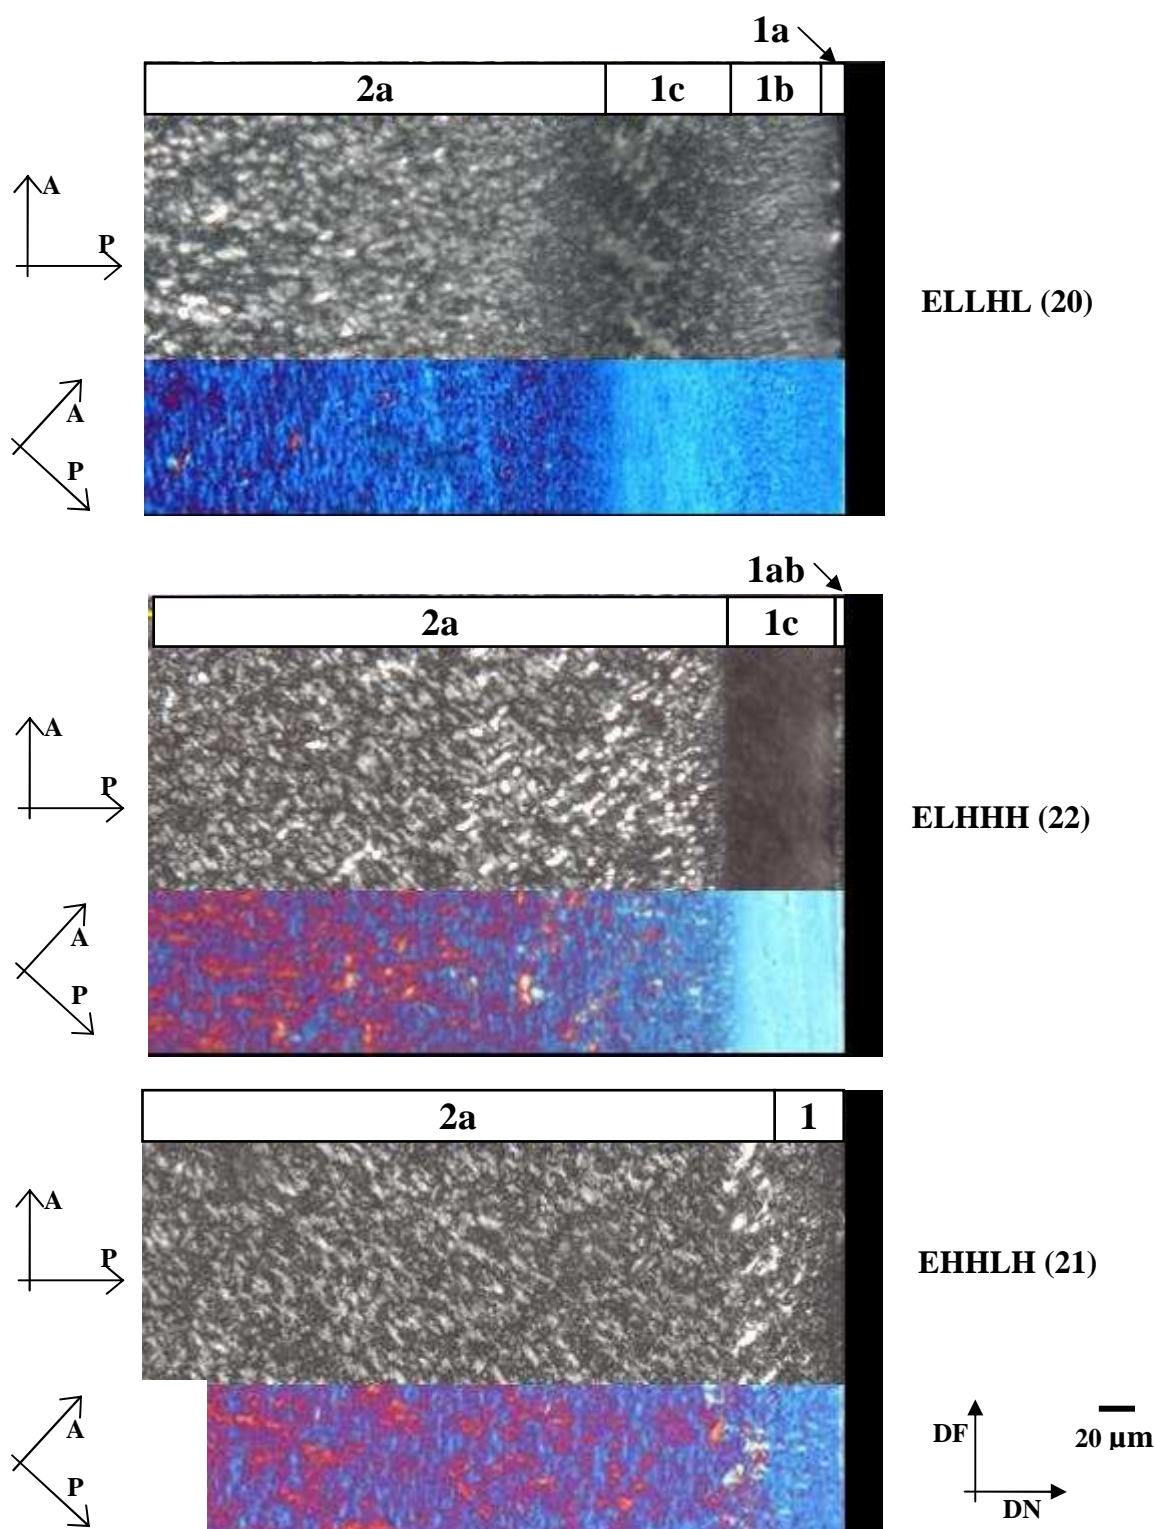 1a
2a 1c 1b
A
P
ELLHL (20)
A
P
1ab
2a 1c
A
P
ELHHH (22)
A
P
2a 1
A
P
EHHLH (21)
A
P
DF
DN
20 µm